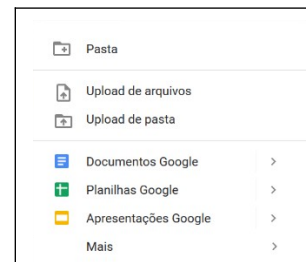 Pasta
Upload de arquivos
Upload de pasta
Documentos Google
Planilhas Google
Apresentações Google
Mais